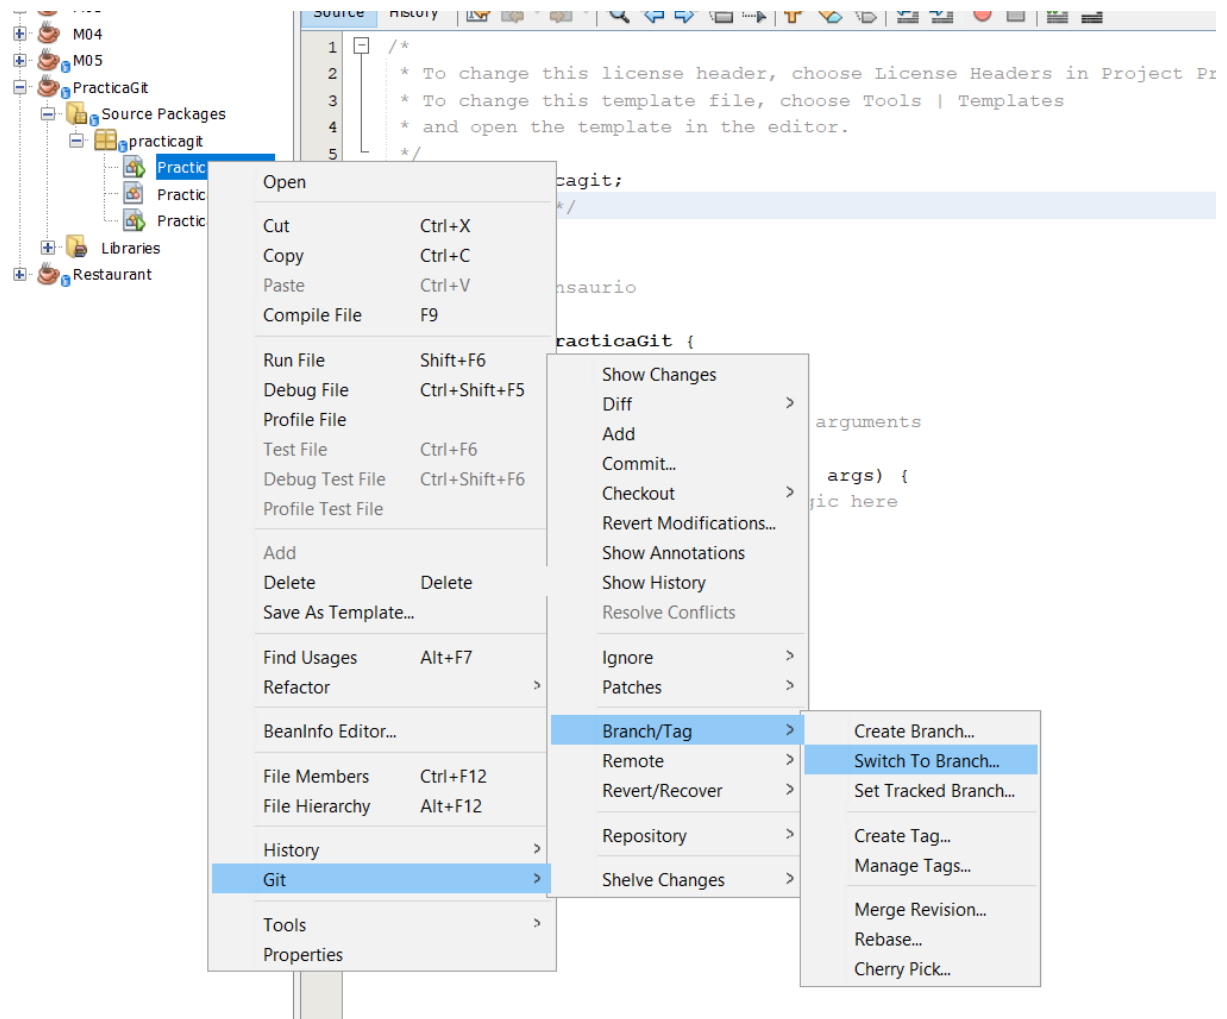 Source History
M04
M05
PracticaGit
Source Packages
practicagit
Practic
Practic
Practic
Libraries
Restaurant
1 /*
2 * To change this license header, choose License Headers in Project Pr
3 * To change this template file, choose Tools | Templates
4 * and open the template in the editor.
5 */
cagit;
*/
nsaurio
racticaGit {
arguments
args) {
gic here
Open
Cut Ctrl+X
Copy Ctrl+C
Paste Ctrl+V
Compile File F9
Run File Shift+F6
Debug File Ctrl+Shift+F5
Profile File
Test File Ctrl+F6
Debug Test File Ctrl+Shift+F6
Profile Test File
Add
Delete Delete
Save As Template...
Find Usages Alt+F7
Refactor >
BeanInfo Editor...
File Members Ctrl+F12
File Hierarchy Alt+F12
History >
Git >
Tools >
Properties
Show Changes
Diff >
Add
Commit...
Checkout >
Revert Modifications...
Show Annotations
Show History
Resolve Conflicts
Ignore >
Patches >
Branch/Tag >
Remote >
Revert/Recover >
Repository >
Shelve Changes >
Create Branch...
Switch To Branch...
Set Tracked Branch...
Create Tag...
Manage Tags...
Merge Revision...
Rebase...
Cherry Pick...